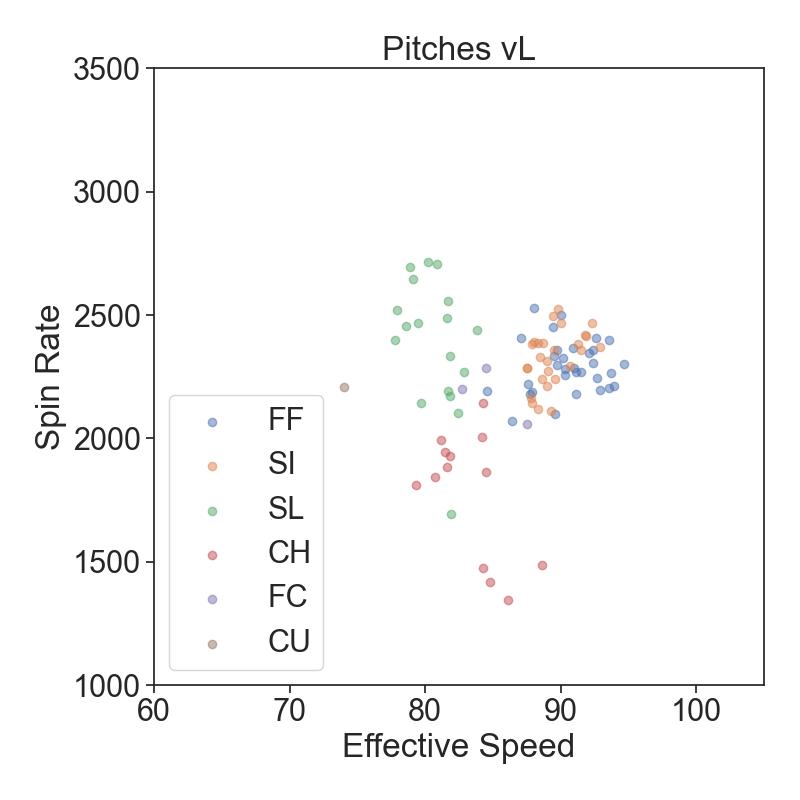 Pitches vL
3500
3000
2500
2000
1500
1000
Spin Rate
FF
SI
SL
CH
FC
CU
60 70 80 90 100
Effective Speed